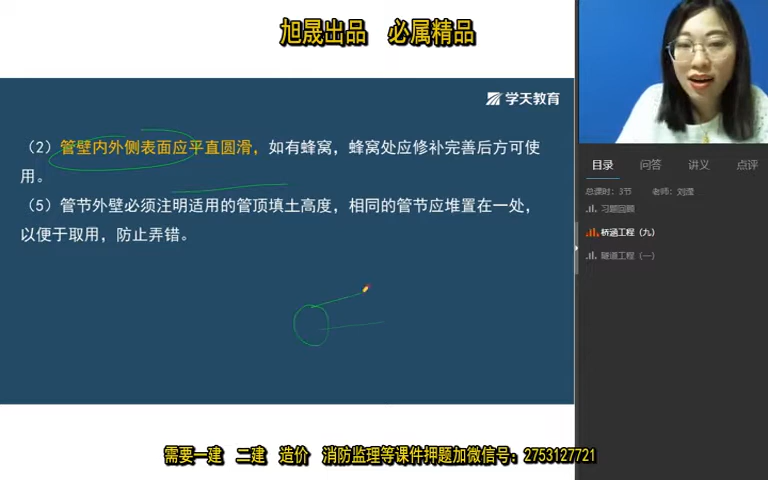 旭晟出品 必属精品
学天教育
（2）管壁内外侧表面应平直圆滑，如有蜂窝，蜂窝处应修补完善后方可使
用。
（5）管节外壁必须注明适用的管顶填土高度，相同的管节应堆置在一处，
以便于取用，防止弄错。
目录 问答 讲义 点评
总课时：3节 老师：刘滢
习题回顾
桥涵工程（九）
隧道工程（一）
需要一建 二建 造价 消防监理等课件押题加微信号：2753127721